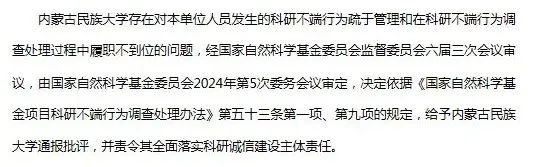 内蒙古民族大学存在对本单位人员发生的科研不端行为疏于管理和在科研不端行为调
查处理过程中履职不到位的问题，经国家自然科学基金委员会监督委员会六届三次会议审
议，由国家自然科学基金委员会2024年第5次委务会议审定，决定依据《国家自然科学基
金项目科研不端行为调查处理办法》第五十三条第一项、第九项的规定，给予内蒙古民族
大学通报批评，并责令其全面落实科研诚信建设主体责任。